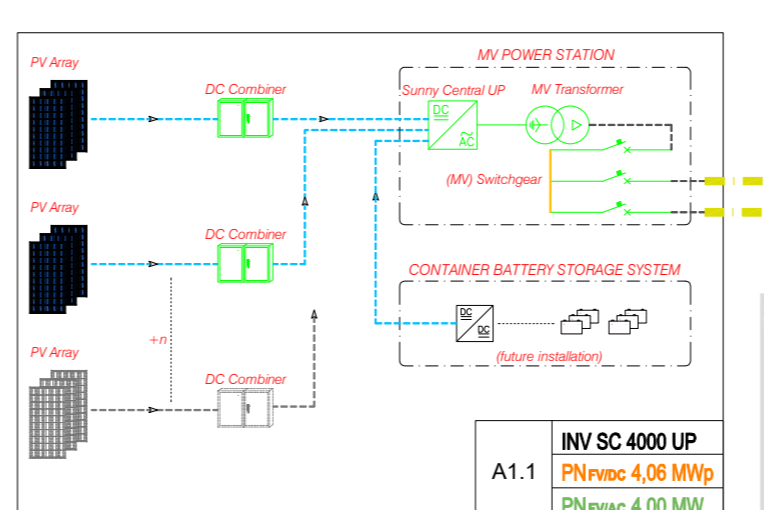 MV POWER STATION
PV Array
DC Combiner
Sunny Central UP
MV Transformer
DC
AC
(MV) Switchgear
PV Array
DC Combiner
CONTAINER BATTERY STORAGE SYSTEM
DC
DC
+n
PV Array
(future installation)
DC Combiner
INV SC 4000 UP
A1.1
PNFV/DC 4,06 MWp
PNFV/AC 4,00 MW